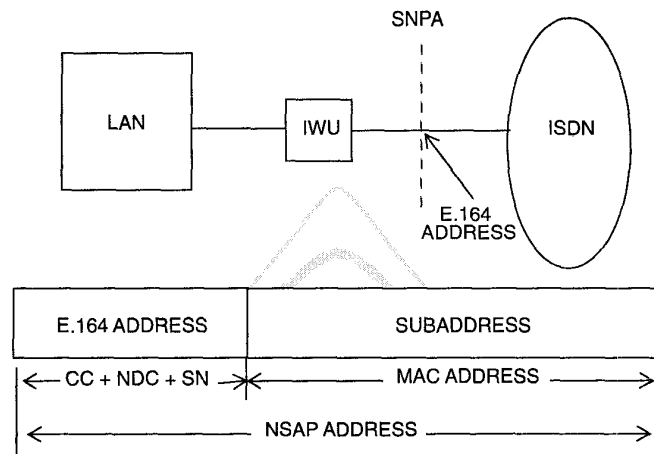 SNPA
LAN
IWU
ISDN
E.164
ADDRESS
E.164 ADDRESS
SUBADDRESS
CC + NDC + SN
MAC ADDRESS
NSAP ADDRESS